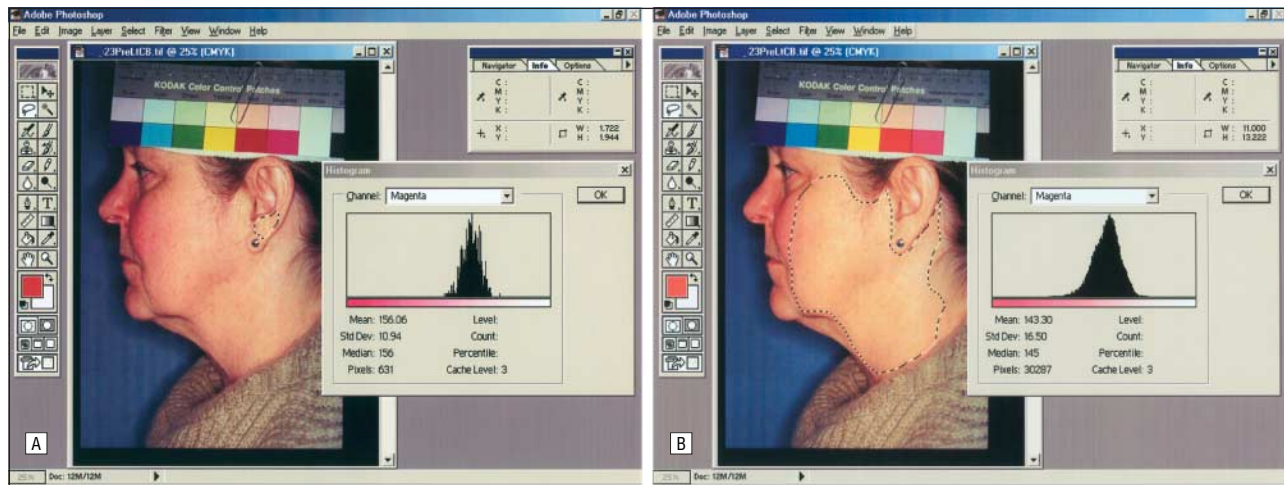 Adobe Photoshop
File Edit Image Layer Select Filter View Window Help
_-23PreLtCB.tif @ 25% (CMYK)
KODAK Color Control Patches
Navigator Info Options
C :
M :
Y :
K :
C :
M :
Y :
K :
X :
Y :
W : 1.722
H : 1.944
Histogram
Channel: Magenta
OK
Mean: 156.06 Level:
Std Dev: 10.94 Count:
Median: 156 Percentile:
Pixels: 631 Cache Level: 3
A
25% Doc: 12M/12M
Adobe Photoshop
File Edit Image Layer Select Filter View Window Help
_-23PreLtCB.tif @ 25% (CMYK)
KODAK Color Control Patches
Navigator Info Options
C :
M :
Y :
K :
C :
M :
Y :
K :
X :
Y :
W : 11.000
H : 13.222
Histogram
Channel: Magenta
OK
Mean: 143.30 Level:
Std Dev: 16.50 Count:
Median: 145 Percentile:
Pixels: 30287 Cache Level: 3
B
25% Doc: 12M/12M